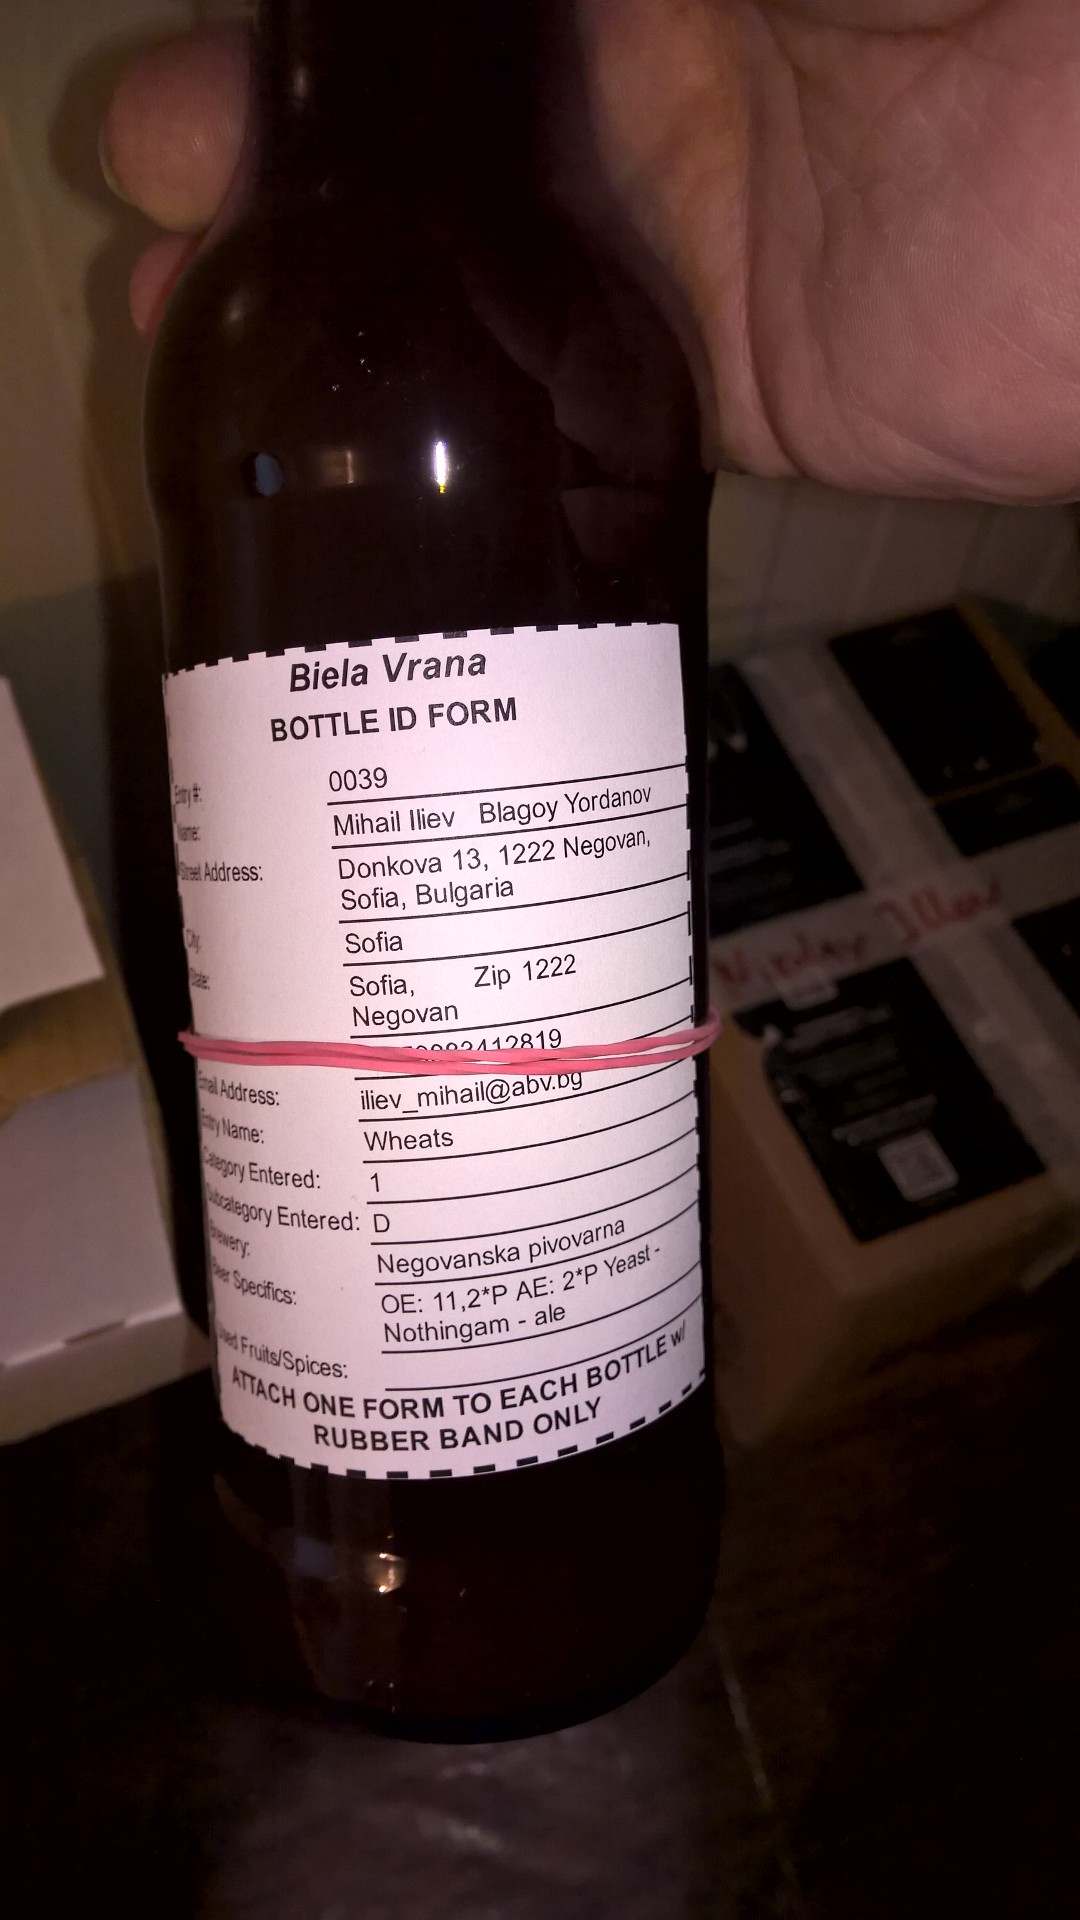 Biela Vrana
BOTTLE ID FORM
Entry #: 0039
Name: Mihail Iliev Blagoy Yordanov
Street Address: Donkova 13, 1222 Negovan,
Sofia, Bulgaria
City: Sofia
State: Sofia, Zip 1222
Negovan
2412819
Email Address: iliev_mihail@abv.bg
Entry Name: Wheats
Category Entered: 1
Subcategory Entered: D
Brewery: Negovanska pivovarna
Beer Specifics: OE: 11,2*P AE: 2*P Yeast -
Nothingam - ale
Fruits/Spices:
ATTACH ONE FORM TO EACH BOTTLE w/
RUBBER BAND ONLY